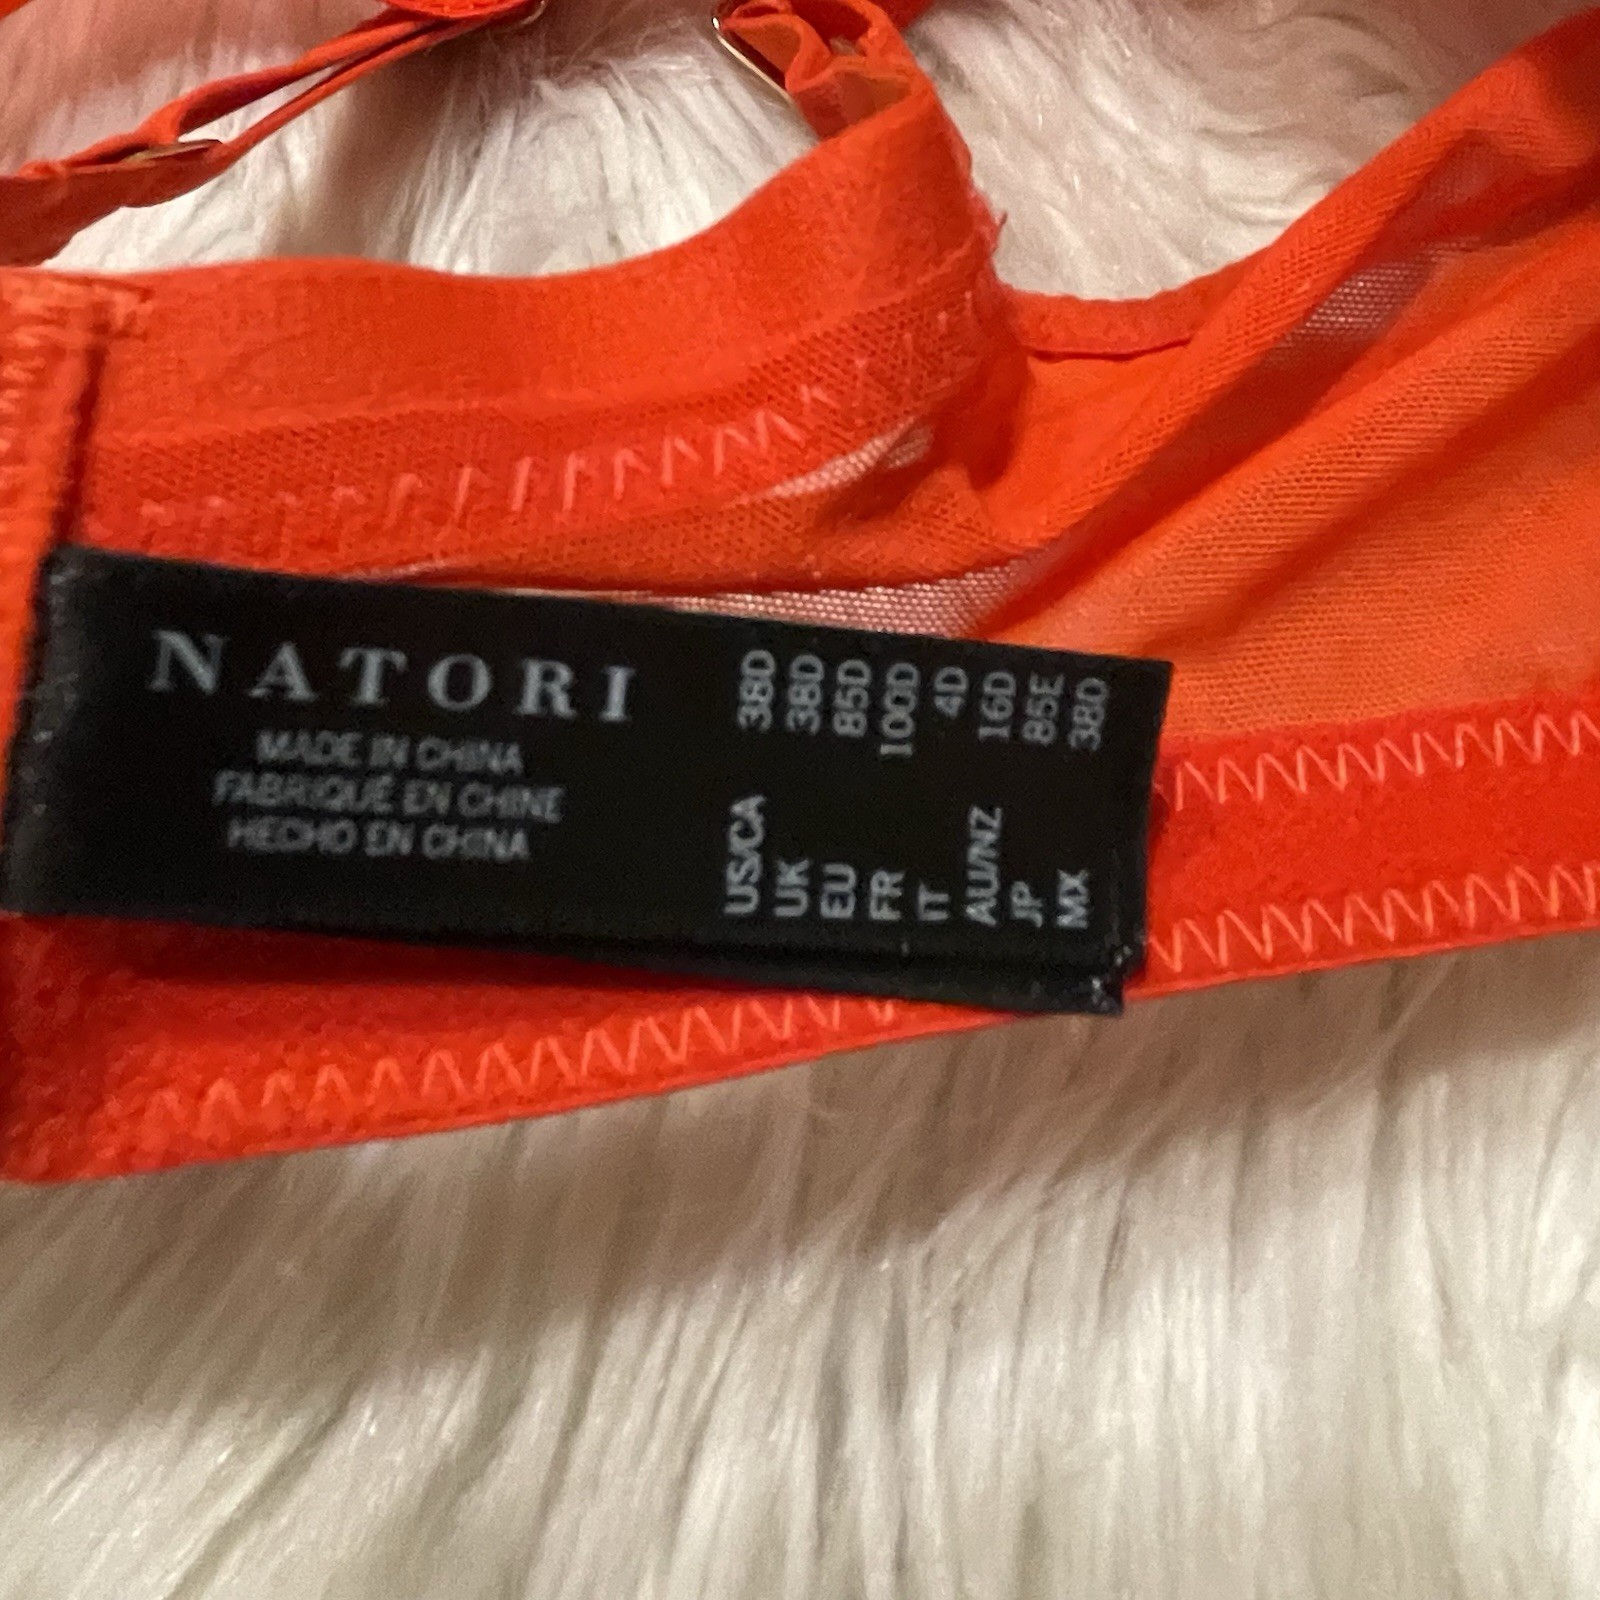 NATORI
MADE IN CHINA
FABRIQUÉ EN CHINE
HECHO EN CHINA
US/CA 38D
UK 38D
EU 85D
FR 100D
IT 4D
AU/NZ 16D
JP 85E
MX 38D